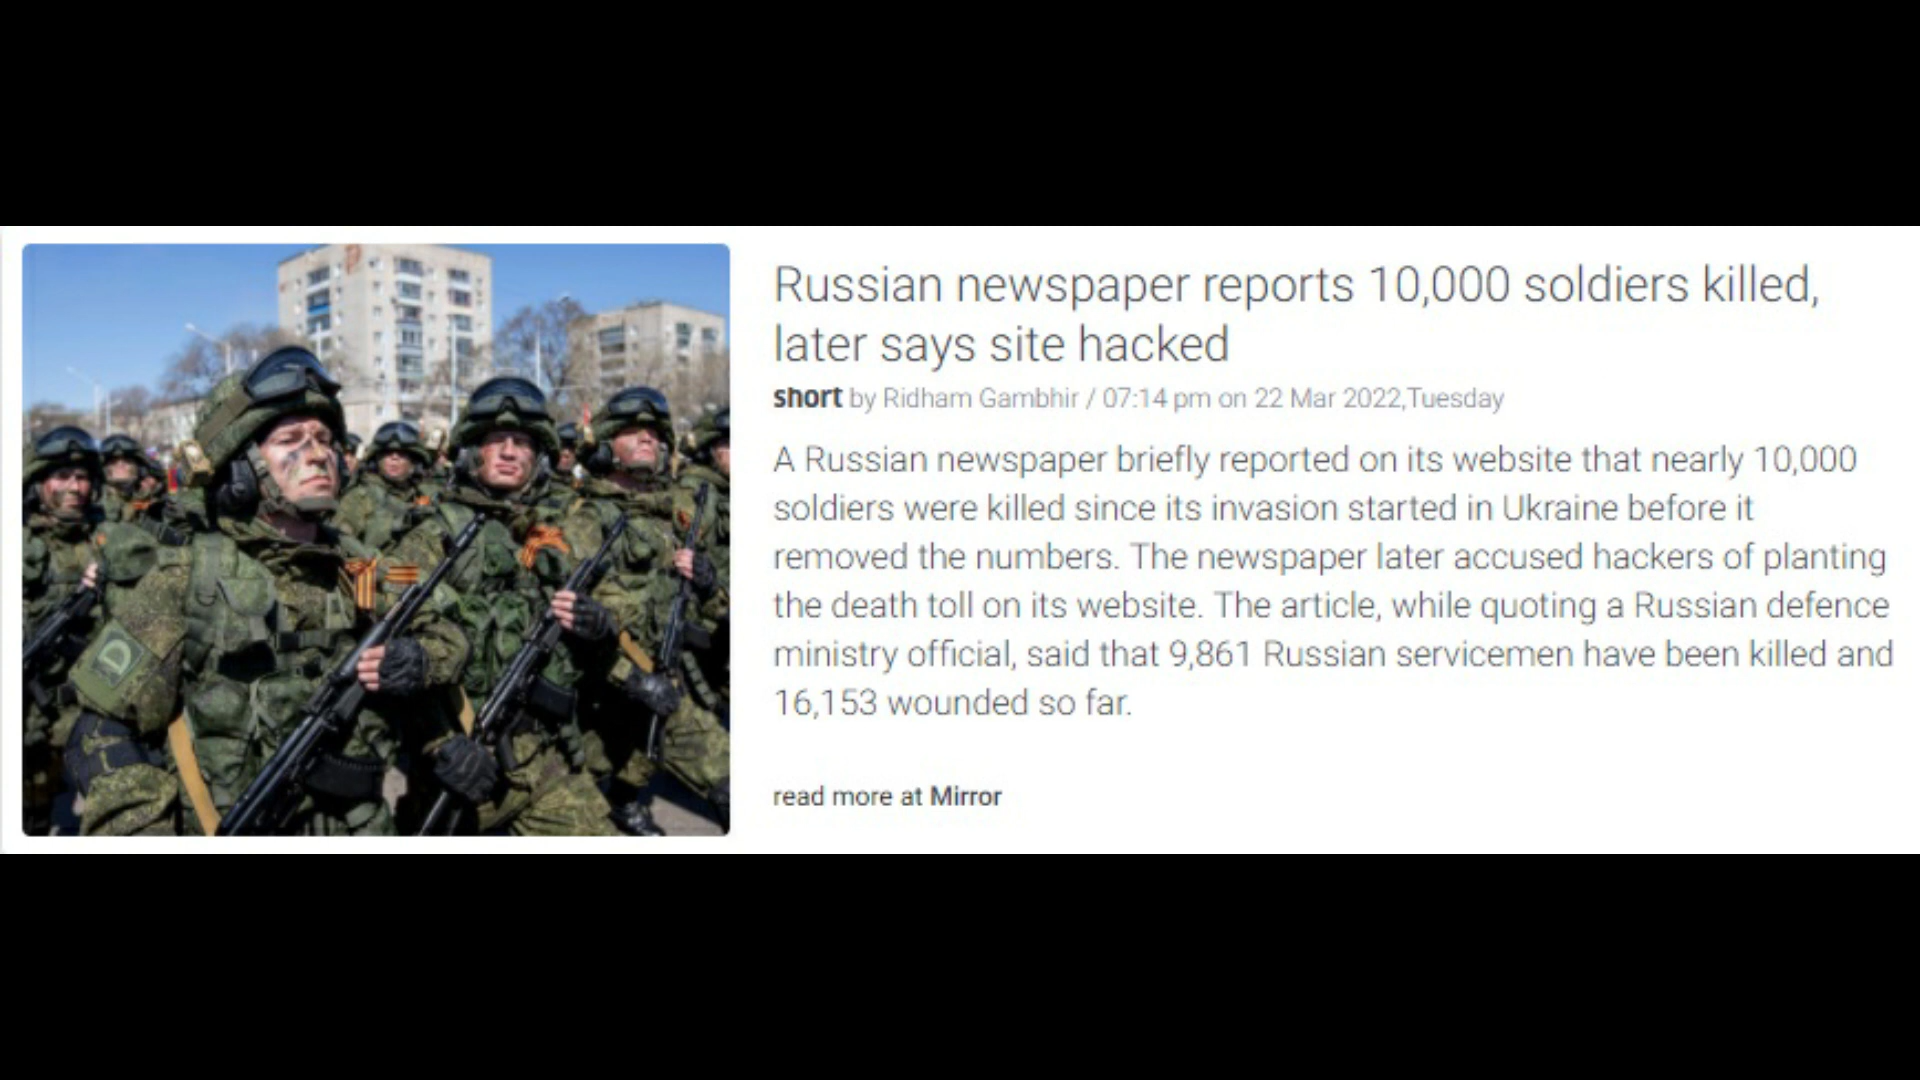 Russian newspaper reports 10,000 soldiers killed,
later says site hacked
short by Ridham Gambhir / 07:14 pm on 22 Mar 2022,Tuesday
A Russian newspaper briefly reported on its website that nearly 10,000
soldiers were killed since its invasion started in Ukraine before it
removed the numbers. The newspaper later accused hackers of planting
the death toll on its website. The article, while quoting a Russian defence
ministry official, said that 9,861 Russian servicemen have been killed and
16,153 wounded so far.
read more at Mirror